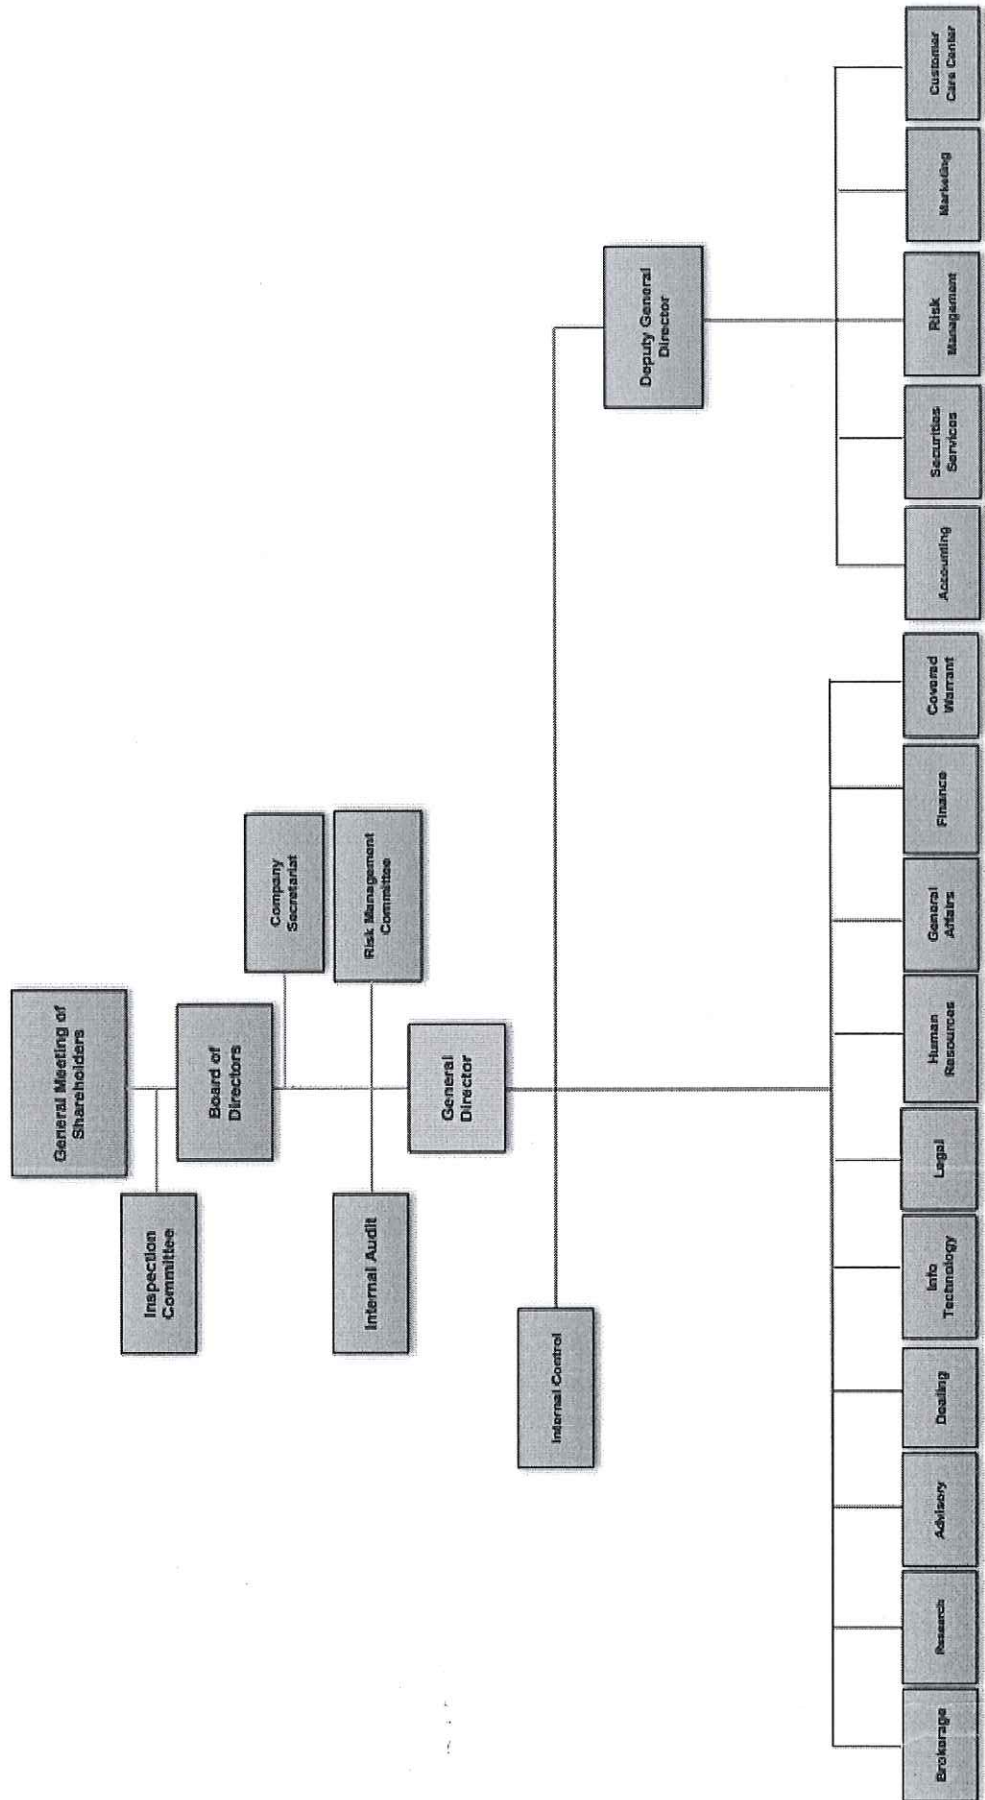 General Meeting of
Shareholders
Inspection
Committee
Board of
Directors
Company
Secretariat
Internal Audit
Risk Management
Committee
General
Director
Internal Control
Deputy General
Director
Brokerage
Research
Advisory
Dealing
Info
Technology
Legal
Human
Resources
General
Affairs
Finance
Covered
Warrant
Accounting
Securities
Services
Risk
Management
Marketing
Customer
Care Center